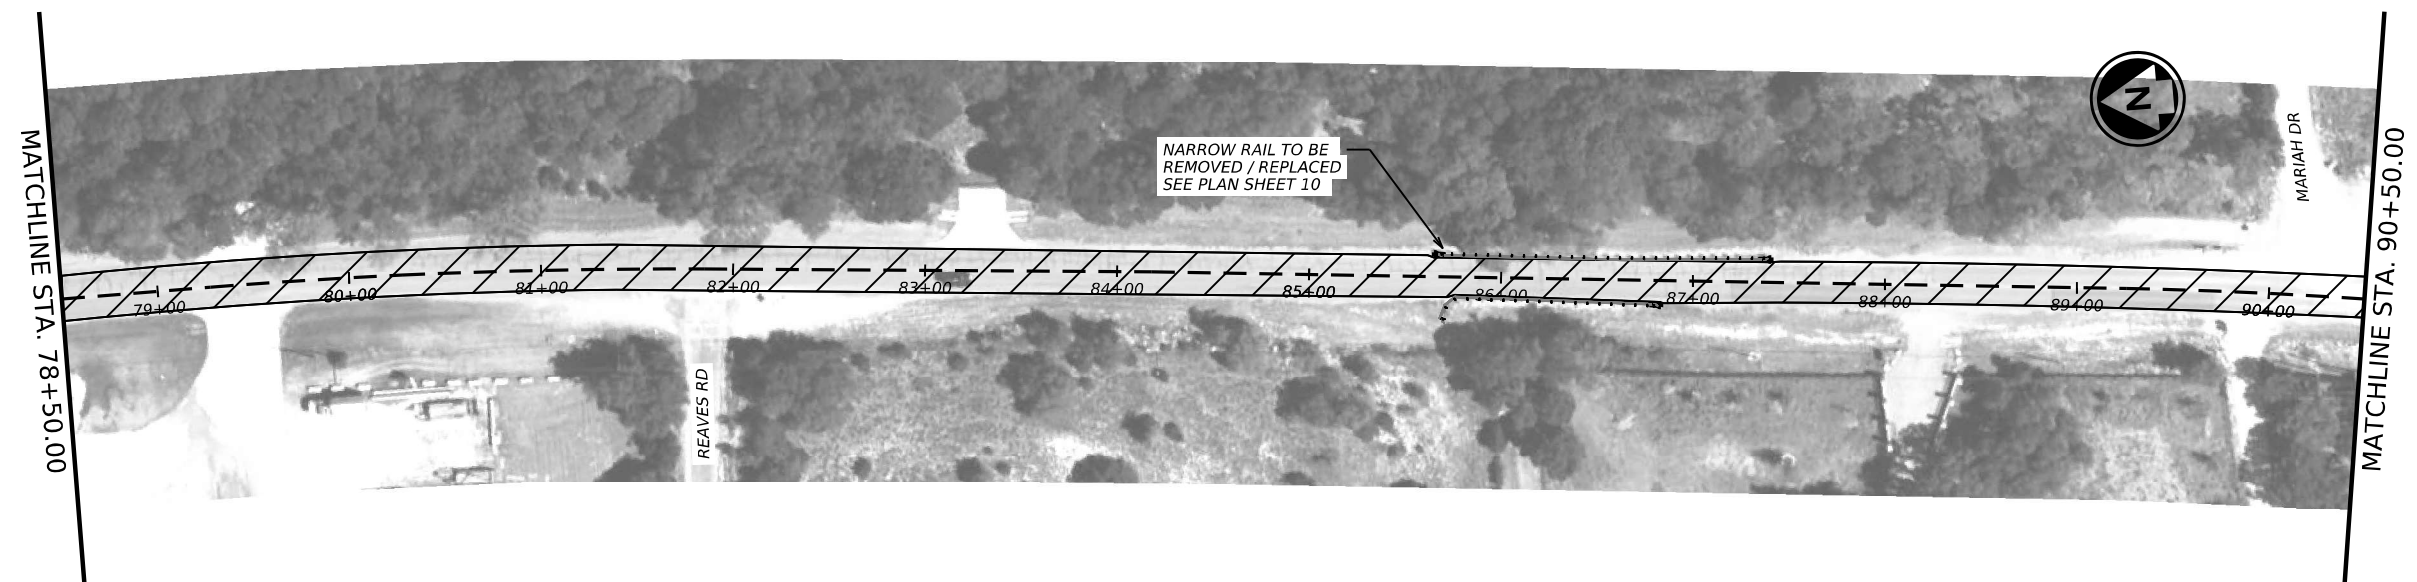 MATCHLINE STA. 78+50.00
NARROW RAIL TO BE
REMOVED / REPLACED
SEE PLAN SHEET 10
N
MARIAH DR
MATCHLINE STA. 90+50.00
79+00
80+00
81+00
82+00
83+00
84+00
85+00
86+00
87+00
88+00
89+00
90+00
REAVES RD